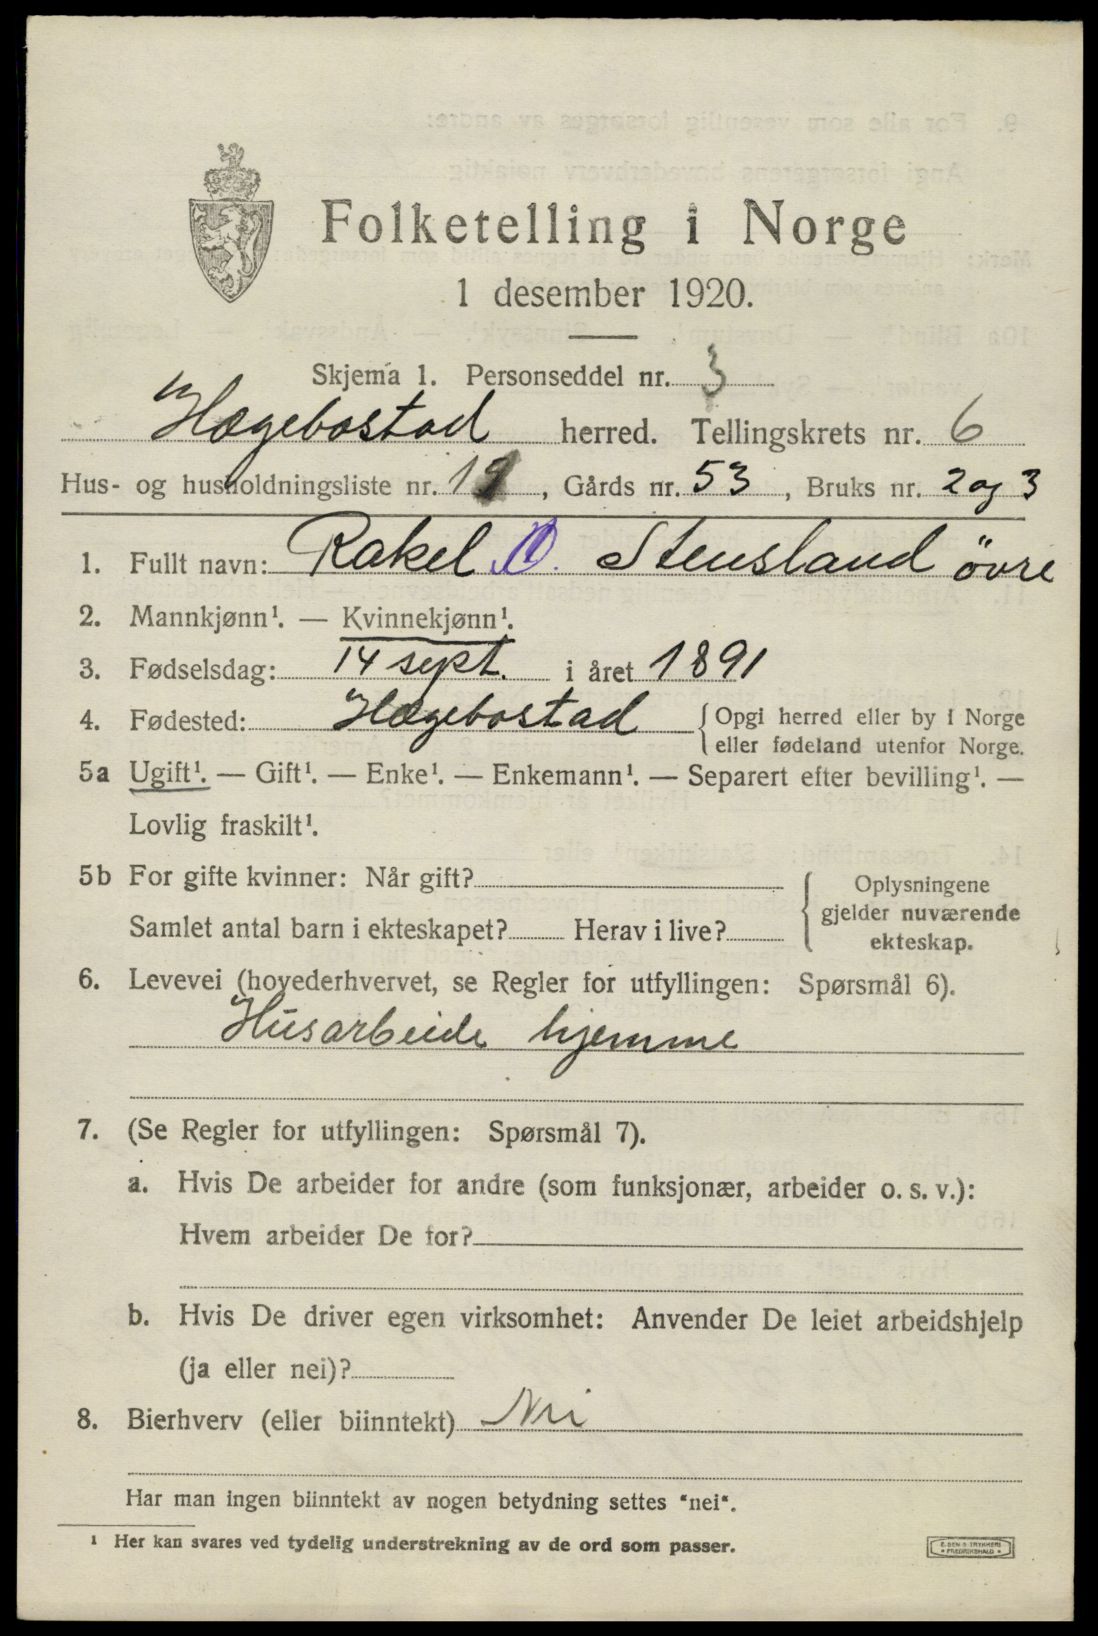 Folketelling i Norge
1 desember 1920.
Skjema 1. Personseddel nr. 3
Hægebostad herred. Tellingskrets nr. 6
Hus- og husholdningsliste nr. 19, Gårds nr. 53, Bruks nr. 2 og 3
1. Fullt navn: Rakel O. Stensland övre
2. Mannkjønn¹. — Kvinnekjønn¹.
3. Fødselsdag: 14 sept. i året 1891
4. Fødested: Hægebostad { Opgi herred eller by i Norge
eller fødeland utenfor Norge.
5a Ugift¹. — Gift¹. — Enke¹. — Enkemann¹. — Separert efter bevilling¹. —
Lovlig fraskilt¹.
5b For gifte kvinner: Når gift?
Samlet antal barn i ekteskapet? Herav i live?
{ Oplysningene
gjelder nuværende
ekteskap.
6. Levevei (hovederhvervet, se Regler for utfyllingen: Spørsmål 6).
Husarbeide hjemme
7. (Se Regler for utfyllingen: Spørsmål 7).
a. Hvis De arbeider for andre (som funksjonær, arbeider o. s. v.):
Hvem arbeider De for?
b. Hvis De driver egen virksomhet: Anvender De leiet arbeidshjelp
(ja eller nei)?
8. Bierhverv (eller biinntekt) Nei
Har man ingen biinntekt av nogen betydning settes "nei".
¹ Her kan svares ved tydelig understrekning av de ord som passer.